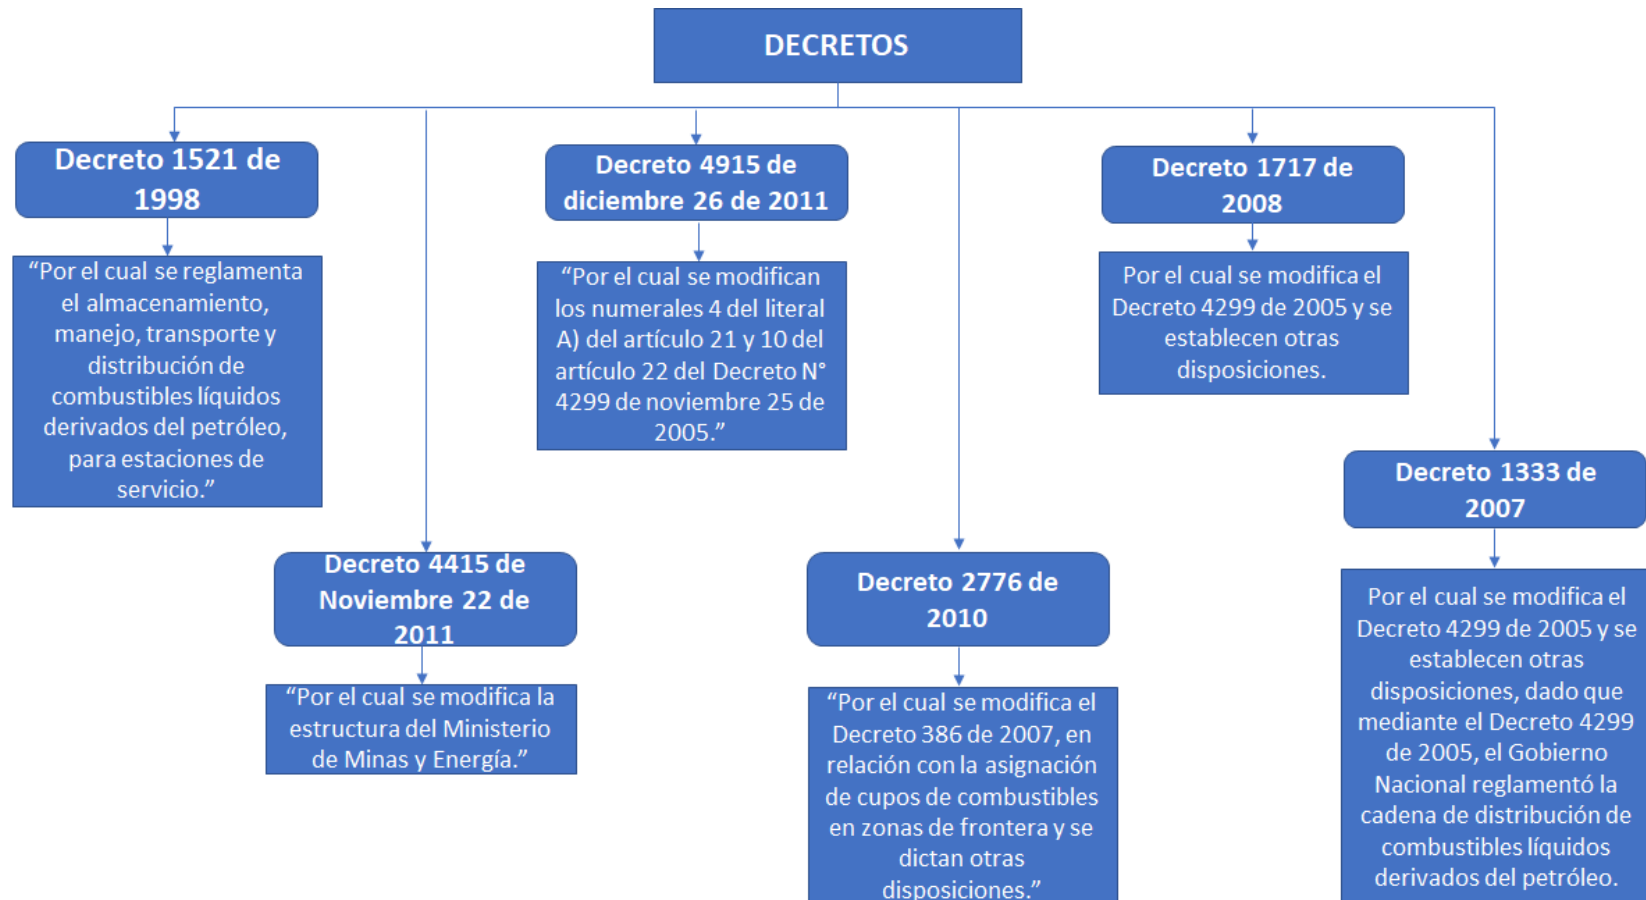 DECRETOS
Decreto 1521 de
1998
“Por el cual se reglamenta
el almacenamiento,
manejo, transporte y
distribución de
combustibles líquidos
derivados del petróleo,
para estaciones de
servicio.”
Decreto 4915 de
diciembre 26 de 2011
“Por el cual se modifican
los numerales 4 del literal
A) del artículo 21 y 10 del
artículo 22 del Decreto N°
4299 de noviembre 25 de
2005.”
Decreto 1717 de
2008
Por el cual se modifica el
Decreto 4299 de 2005 y se
establecen otras
disposiciones.
Decreto 4415 de
Noviembre 22 de
2011
“Por el cual se modifica la
estructura del Ministerio
de Minas y Energía.”
Decreto 2776 de
2010
“Por el cual se modifica el
Decreto 386 de 2007, en
relación con la asignación
de cupos de combustibles
en zonas de frontera y se
dictan otras
disposiciones.”
Decreto 1333 de
2007
Por el cual se modifica el
Decreto 4299 de 2005 y se
establecen otras
disposiciones, dado que
mediante el Decreto 4299
de 2005, el Gobierno
Nacional reglamentó la
cadena de distribución de
combustibles líquidos
derivados del petróleo.